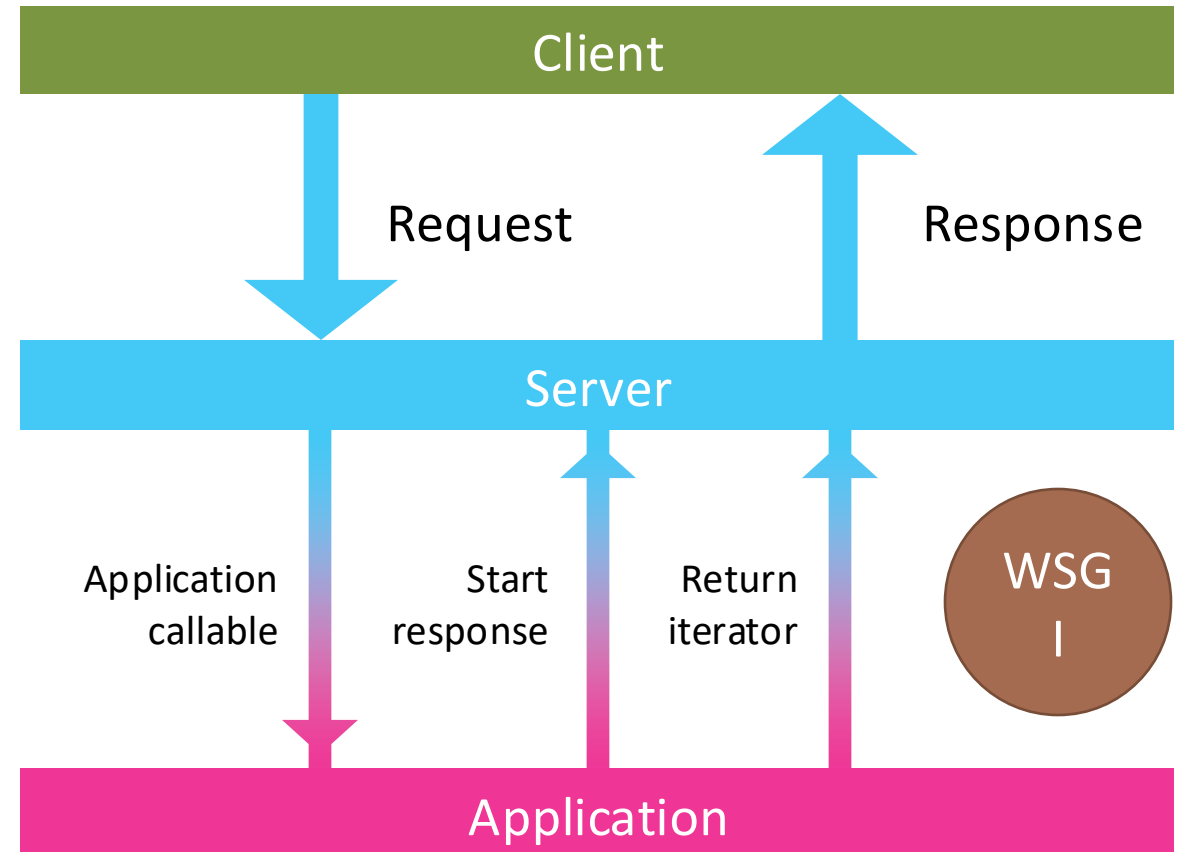 Client
Request
Response
Server
Application
callable
Start
response
Return
iterator
WSG
I
Application